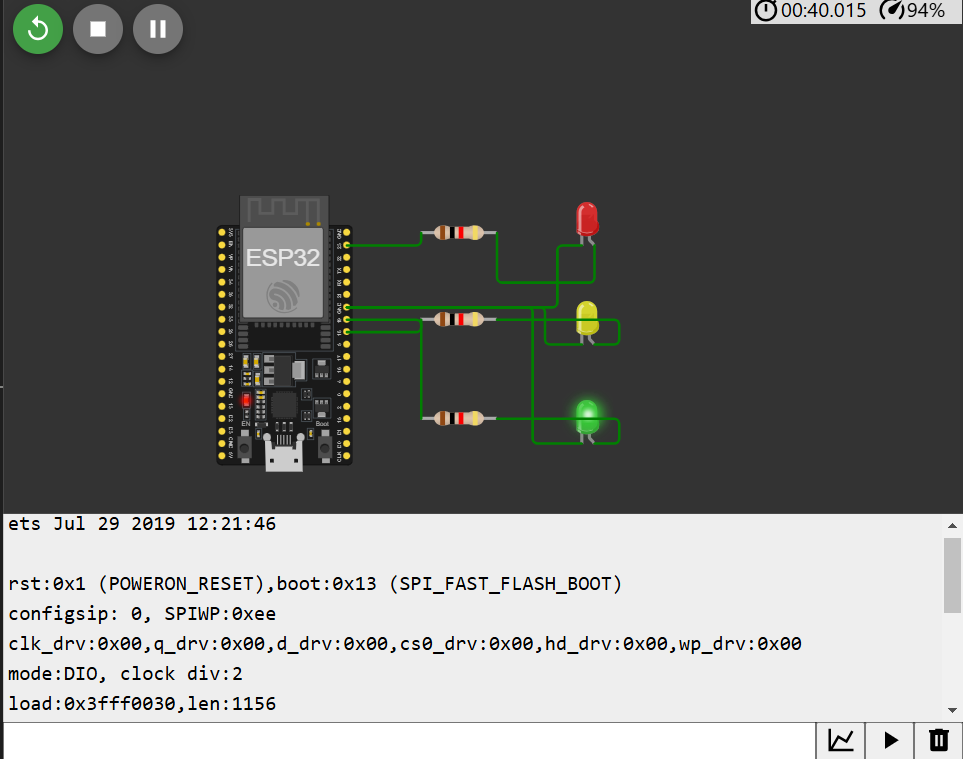 00:40.015 94%
ESP32
EN
Boot
ets Jul 29 2019 12:21:46
rst:0x1 (POWERON_RESET),boot:0x13 (SPI_FAST_FLASH_BOOT)
configsip: 0, SPIWP:0xee
clk_drv:0x00,q_drv:0x00,d_drv:0x00,cs0_drv:0x00,hd_drv:0x00,wp_drv:0x00
mode:DIO, clock div:2
load:0x3fff0030,len:1156